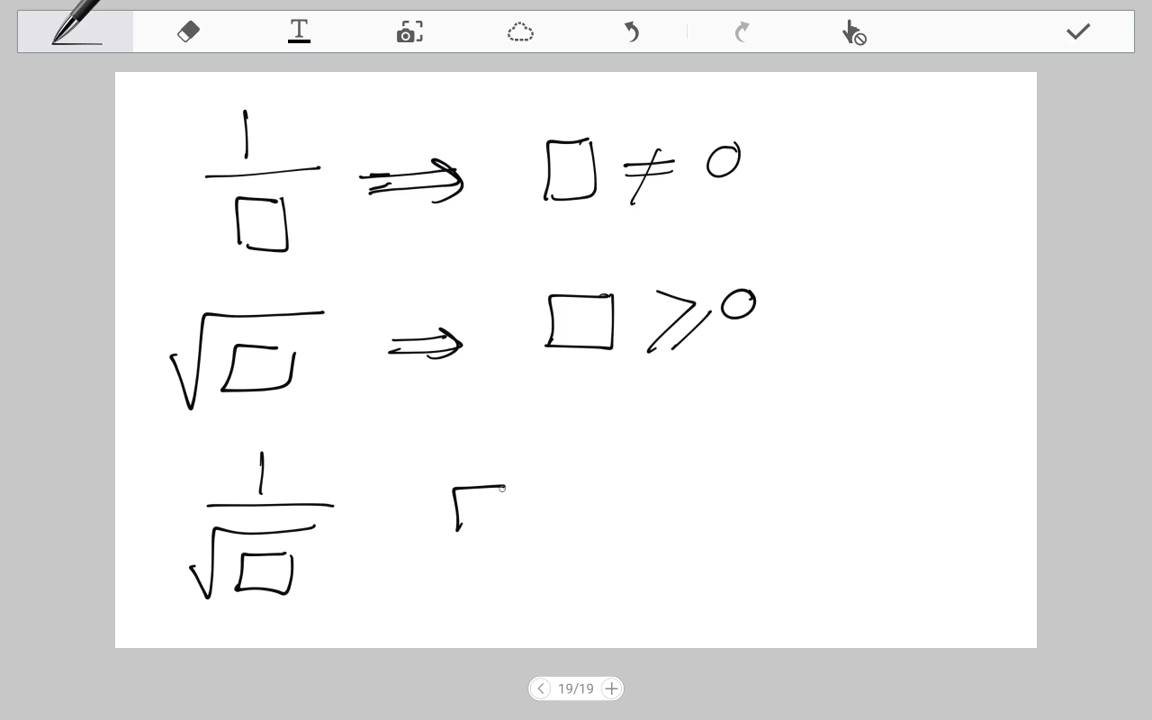 1/□ ⇒ □ ≠ 0
√□ ⇒ □ ⩾ 0
1/√□
T
19/19